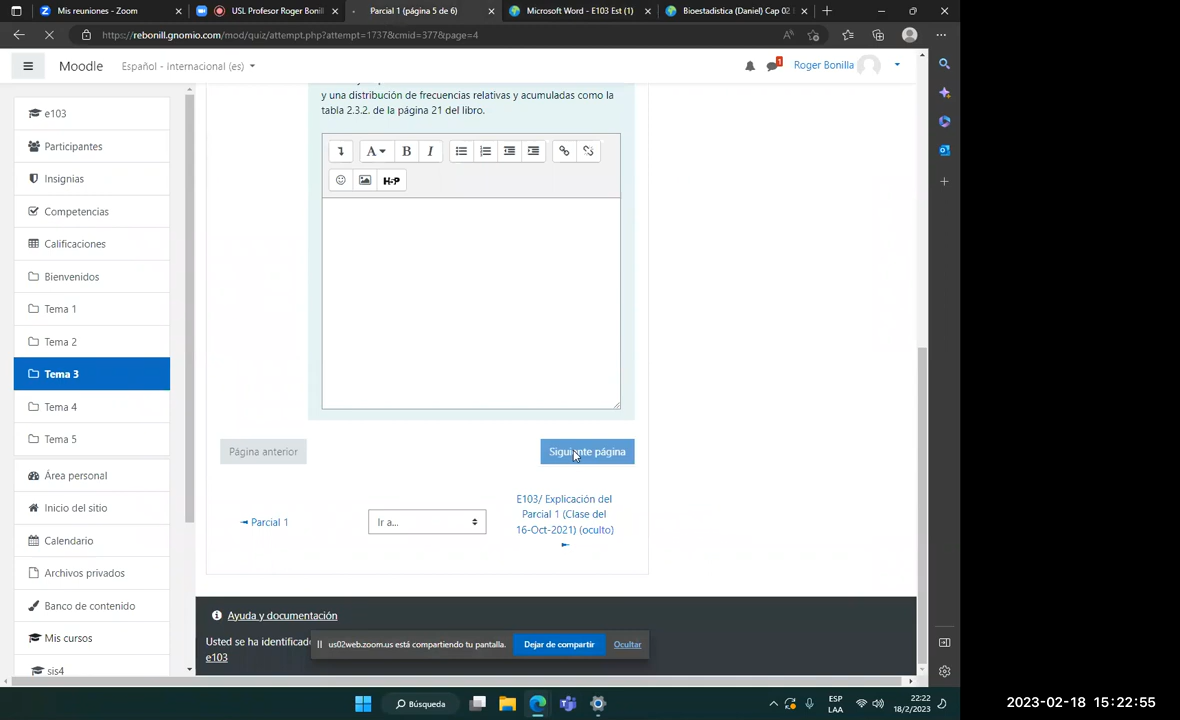 Mis reuniones - Zoom
USL Profesor Roger Bonil
Parcial 1 (página 5 de 6)
Microsoft Word - E103 Est (1)
Bioestadística (Daniel) Cap 02
https://rebonill.gnomio.com/mod/quiz/attempt.php?attempt=1737&cmid=377&page=4
Moodle
Español - internacional (es)
1
Roger Bonilla
e103
Participantes
Insignias
Competencias
Calificaciones
Bienvenidos
Tema 1
Tema 2
Tema 3
Tema 4
Tema 5
Área personal
Inicio del sitio
Calendario
Archivos privados
Banco de contenido
Mis cursos
sis4
y una distribución de frecuencias relativas y acumuladas como la
tabla 2.3.2. de la página 21 del libro.
A B I
H-P
Página anterior
Siguiente página
◄ Parcial 1
Ir a...
E103/ Explicación del
Parcial 1 (Clase del
16-Oct-2021) (oculto)
►
Ayuda y documentación
Usted se ha identificado
e103
us02web.zoom.us está compartiendo tu pantalla.
Dejar de compartir
Ocultar
Búsqueda
ESP
LAA
22:22
18/2/2023
2023-02-18 15:22:55